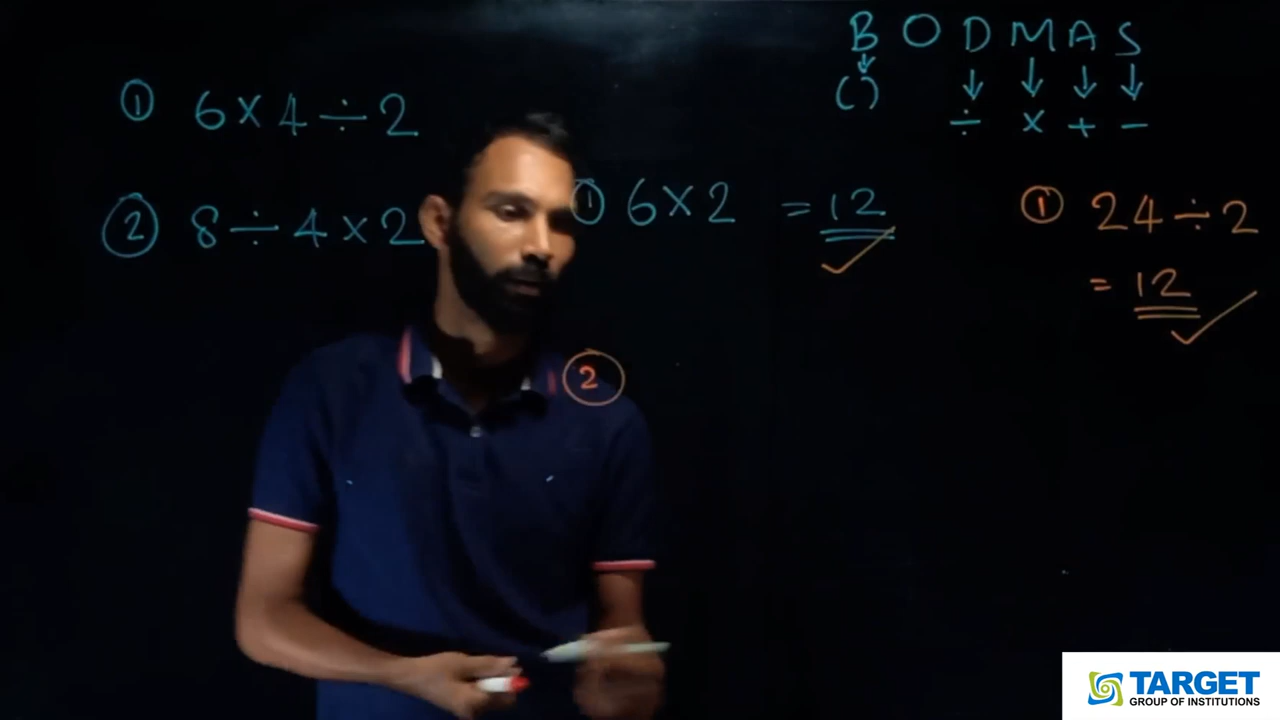 B O D M A S
↓ ↓ ↓ ↓ ↓
( ) ÷ × + −
① 6 × 4 ÷ 2
② 8 ÷ 4 × 2
① 6 × 2 = 12
① 24 ÷ 2
= 12
②
TARGET
GROUP OF INSTITUTIONS